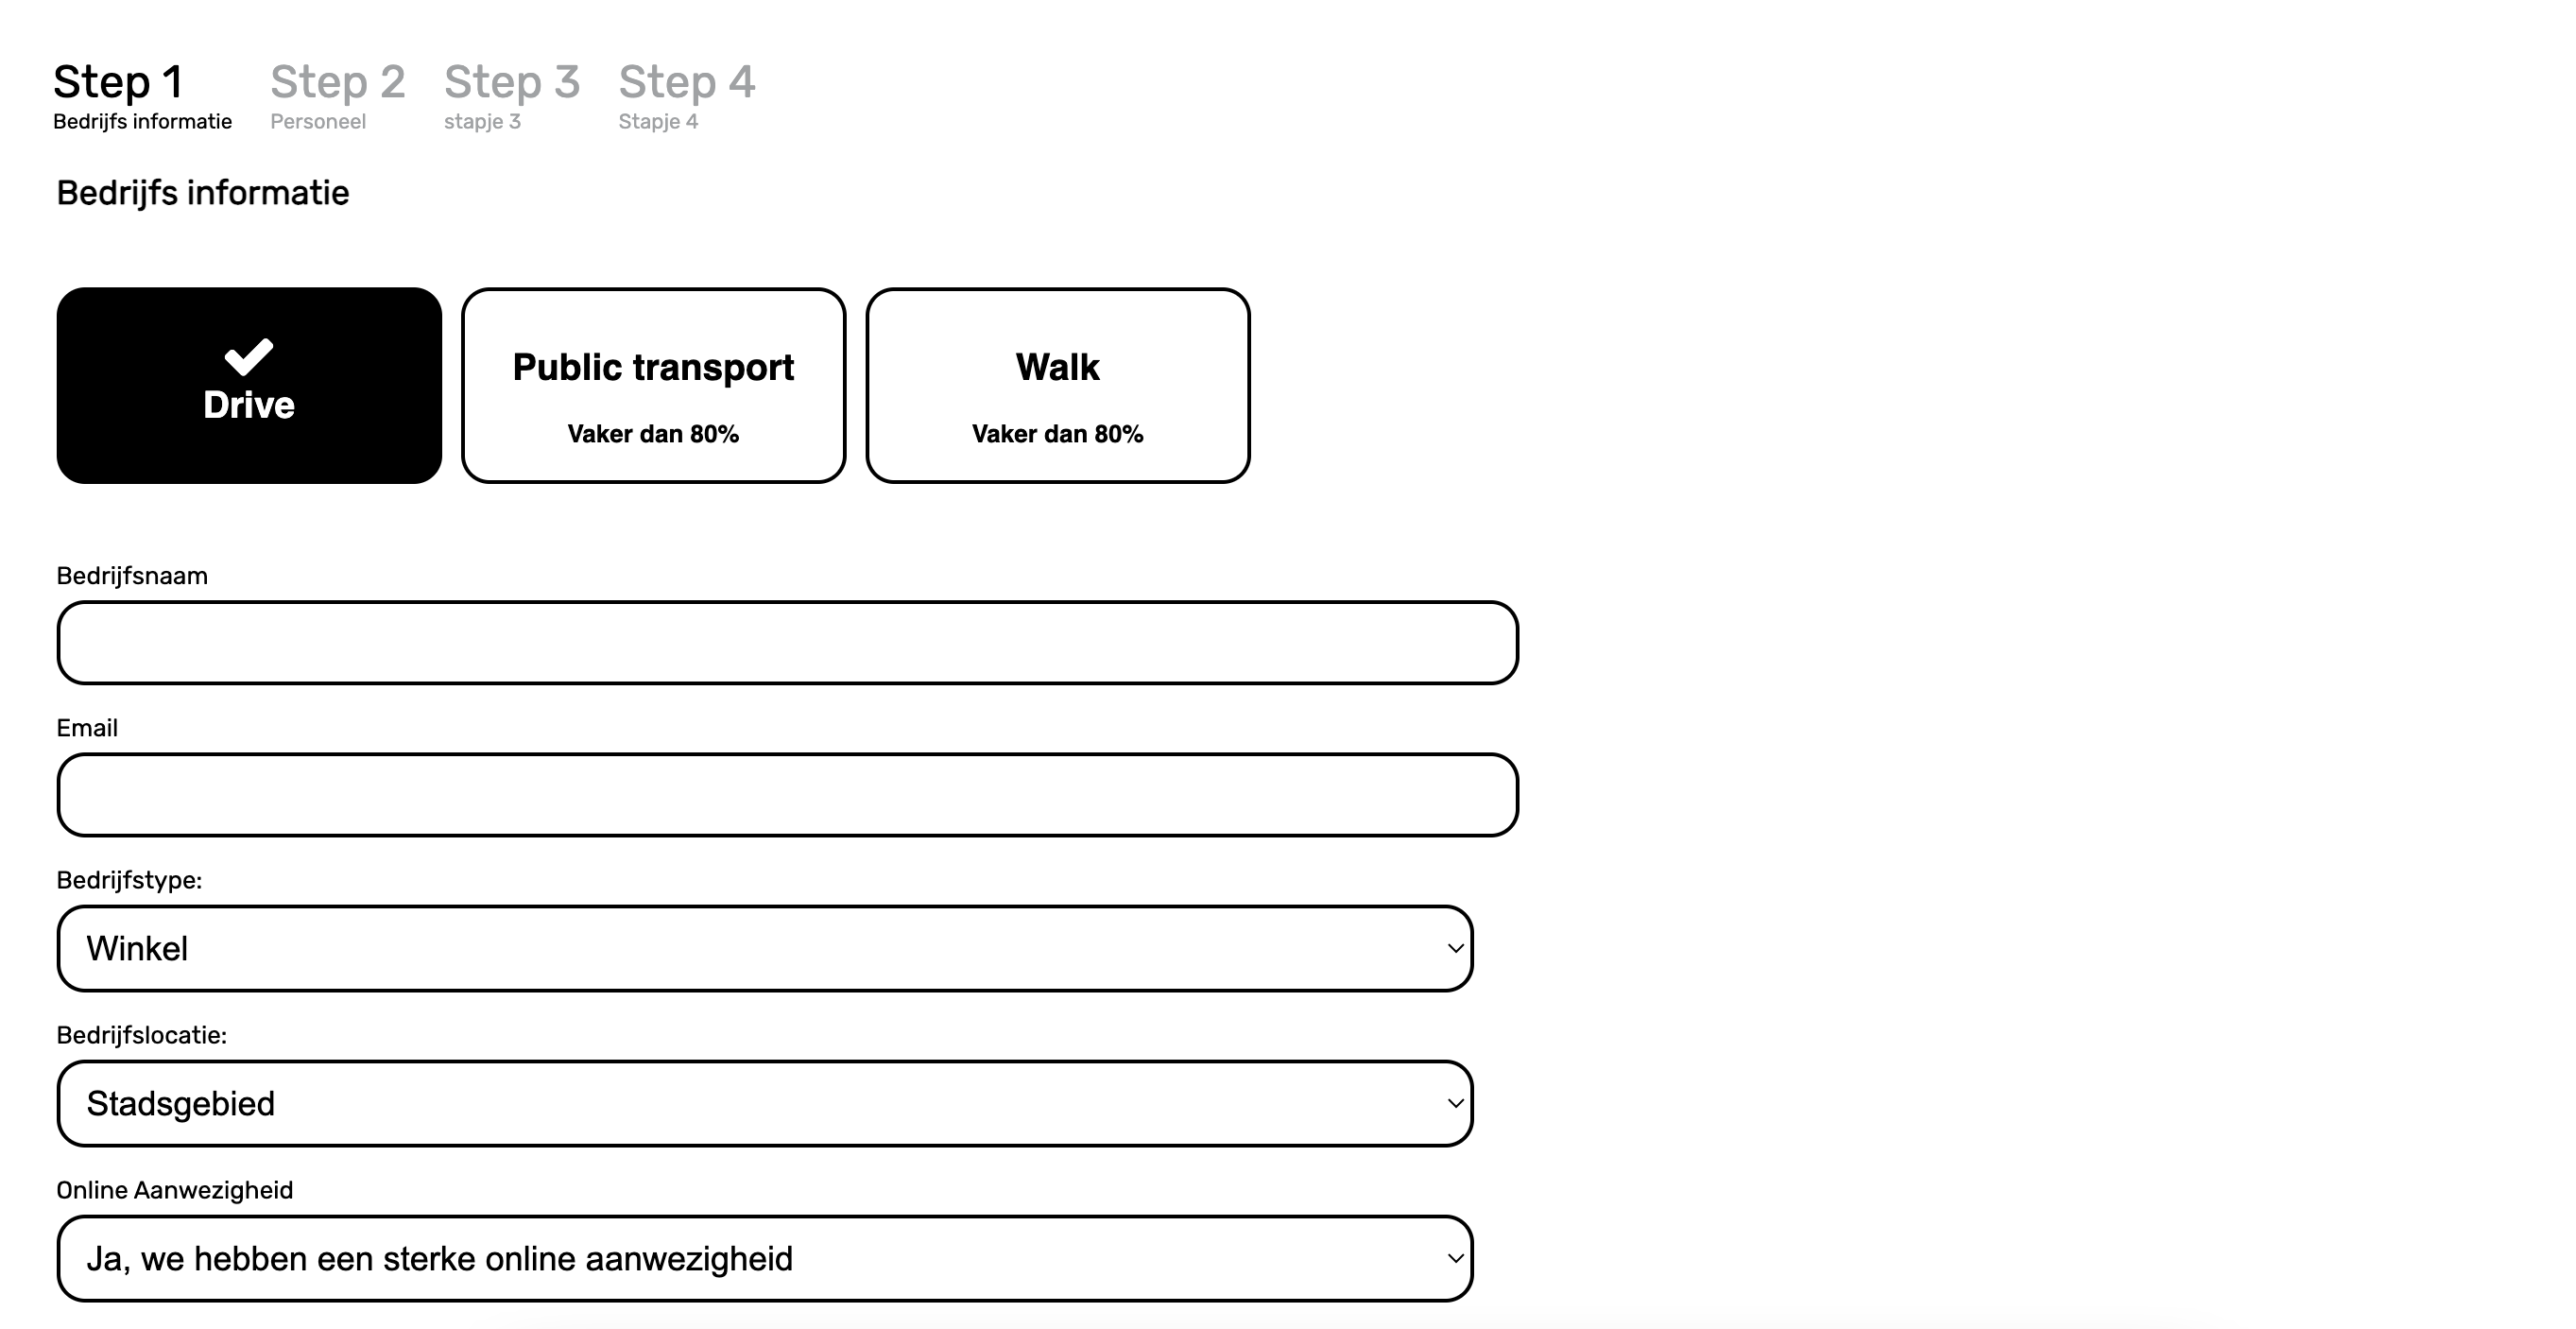 Step 1 Step 2 Step 3 Step 4
Bedrijfs informatie Personeel stapje 3 Stapje 4
Bedrijfs informatie
Drive
Public transport
Vaker dan 80%
Walk
Vaker dan 80%
Bedrijfsnaam
Email
Bedrijfstype:
Winkel
Bedrijfslocatie:
Stadsgebied
Online Aanwezigheid
Ja, we hebben een sterke online aanwezigheid